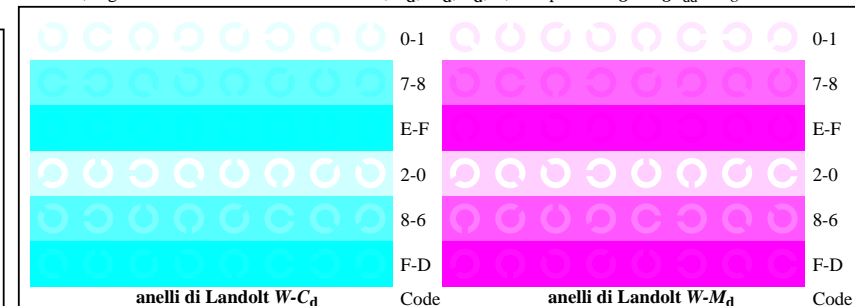 0-1 0-1
7-8 7-8
E-F E-F
2-0 2-0
8-6 8-6
F-D F-D
anelli di Landolt W-Cd Code anelli di Landolt W-Md Code